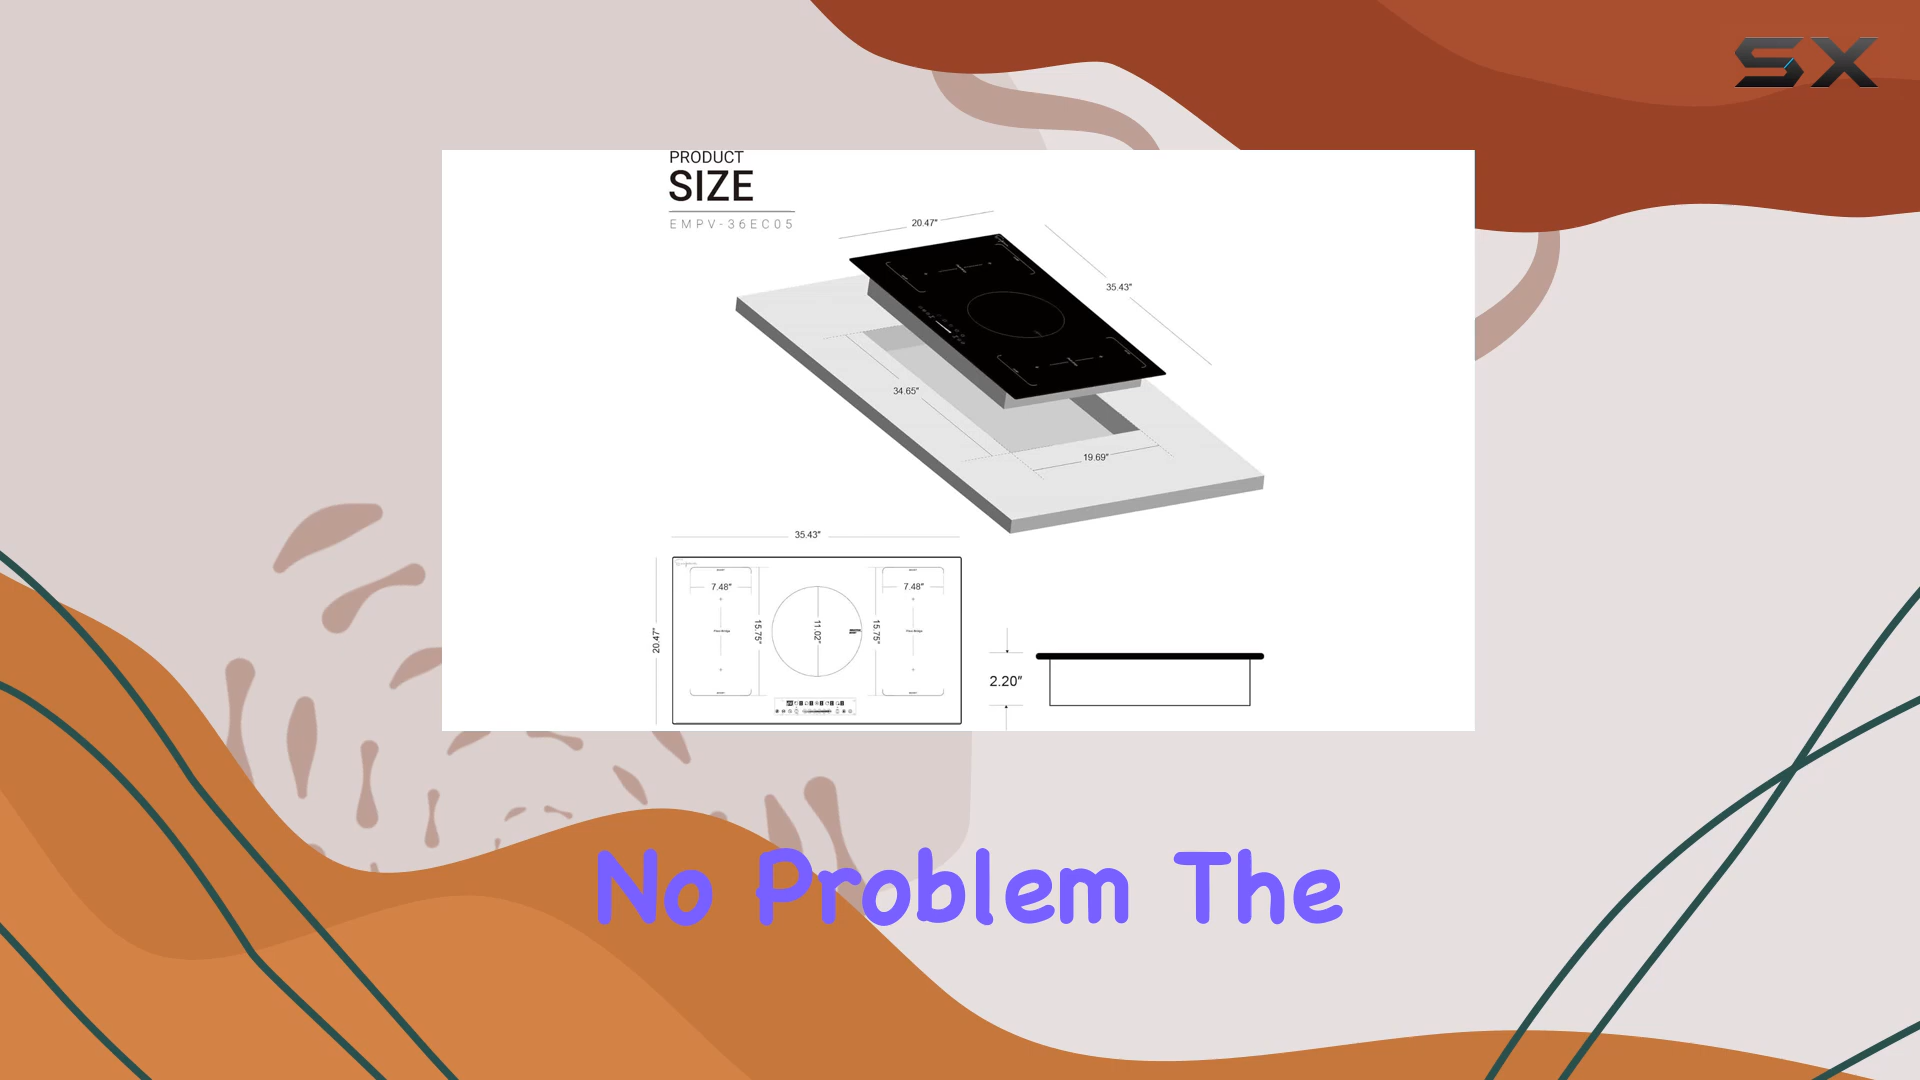 SX
PRODUCT
SIZE
EMPV-36EC05
20.47"
35.43"
34.65"
19.69"
35.43"
7.48"
7.48"
20.47"
15.75"
11.02"
15.75"
2.20"
No Problem The